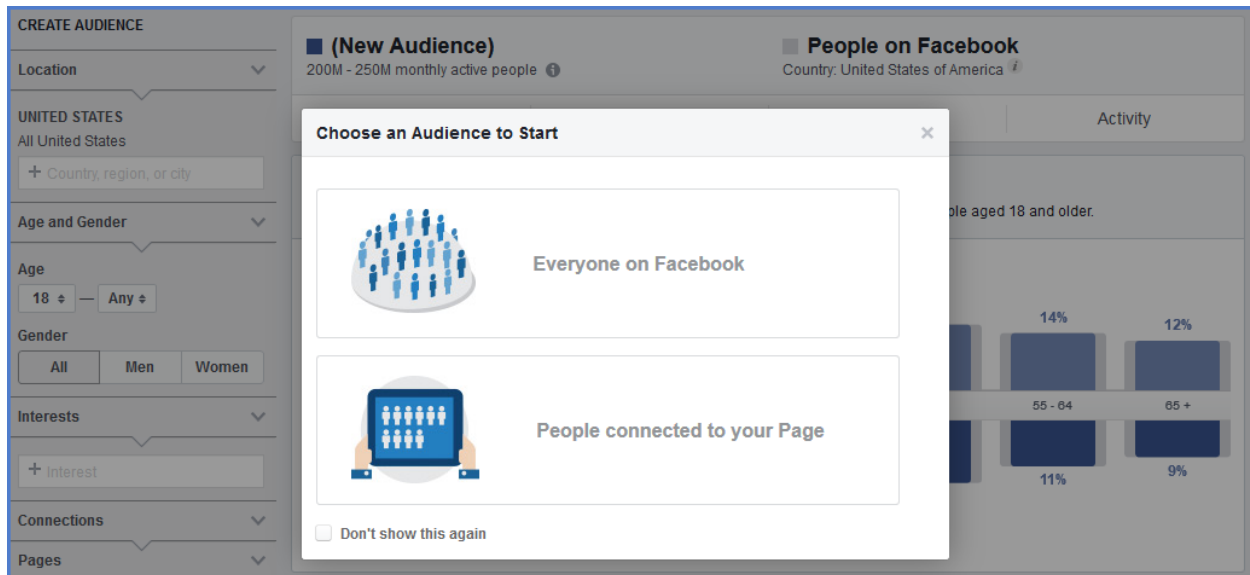 CREATE AUDIENCE
Location
UNITED STATES
All United States
+ Country, region, or city
Age and Gender
Age
18 — Any
Gender
All Men Women
Interests
+ Interest
Connections
Pages
(New Audience)
200M - 250M monthly active people i
People on Facebook
Country: United States of America i
Activity
ple aged 18 and older.
Choose an Audience to Start ×
Everyone on Facebook
People connected to your Page
Don't show this again
14% 12%
55 - 64 65 +
11% 9%